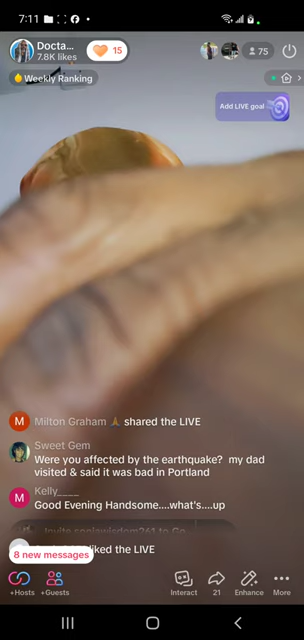 7:11
Docta...
7.8K likes
15
75
Weekly Ranking
Add LIVE goal
M
Milton Graham 🙏 shared the LIVE
Sweet Gem
Were you affected by the earthquake? my dad
visited & said it was bad in Portland
M
Kelly____
Good Evening Handsome....what's....up
liked the LIVE
8 new messages
+Hosts
+Guests
Interact
21
Enhance
More